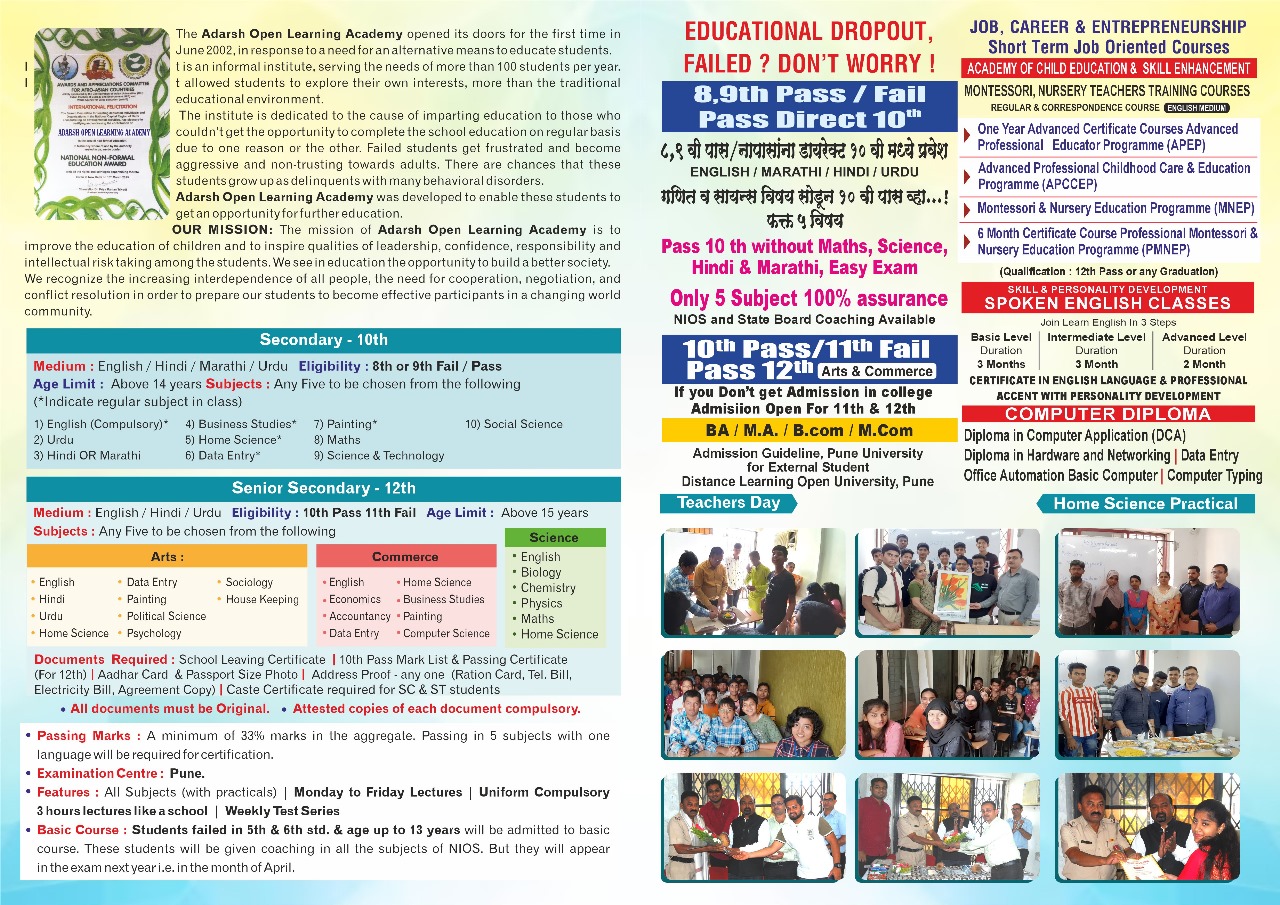 The Adarsh Open Learning Academy opened its doors for the first time in
June 2002, in response to a need for an alternative means to educate students.
I t is an informal institute, serving the needs of more than 100 students per year.
I t allowed students to explore their own interests, more than the traditional
educational environment.
The institute is dedicated to the cause of imparting education to those who
couldn't get the opportunity to complete the school education on regular basis
due to one reason or the other. Failed students get frustrated and become
aggressive and non-trusting towards adults. There are chances that these
students grow up as delinquents with many behavioral disorders.
Adarsh Open Learning Academy was developed to enable these students to
get an opportunity for further education.
AWARDS AND APPRECIATIONS COMMITTEE
FOR AFRO-ASIAN COUNTRIES
INTERNATIONAL FELICITATION
ADARSH OPEN LEARNING ACADEMY
NATIONAL NON-FORMAL
EDUCATION AWARD
OUR MISSION: The mission of Adarsh Open Learning Academy is to
improve the education of children and to inspire qualities of leadership, confidence, responsibility and
intellectual risk taking among the students. We see in education the opportunity to build a better society.
We recognize the increasing interdependence of all people, the need for cooperation, negotiation, and
conflict resolution in order to prepare our students to become effective participants in a changing world
community.
Secondary - 10th
Medium : English / Hindi / Marathi / Urdu Eligibility : 8th or 9th Fail / Pass
Age Limit : Above 14 years Subjects : Any Five to be chosen from the following
(*Indicate regular subject in class)
1) English (Compulsory)* 4) Business Studies* 7) Painting* 10) Social Science
2) Urdu 5) Home Science* 8) Maths
3) Hindi OR Marathi 6) Data Entry* 9) Science & Technology
Senior Secondary - 12th
Medium : English / Hindi / Urdu Eligibility : 10th Pass 11th Fail Age Limit : Above 15 years
Subjects : Any Five to be chosen from the following
Arts :
• English • Data Entry • Sociology
• Hindi • Painting • House Keeping
• Urdu • Political Science
• Home Science • Psychology
Commerce
• English • Home Science
• Economics • Business Studies
• Accountancy • Painting
• Data Entry • Computer Science
Science
• English
• Biology
• Chemistry
• Physics
• Maths
• Home Science
Documents Required : School Leaving Certificate | 10th Pass Mark List & Passing Certificate
(For 12th) | Aadhar Card & Passport Size Photo | Address Proof - any one (Ration Card, Tel. Bill,
Electricity Bill, Agreement Copy) | Caste Certificate required for SC & ST students
• All documents must be Original. • Attested copies of each document compulsory.
• Passing Marks : A minimum of 33% marks in the aggregate. Passing in 5 subjects with one
language will be required for certification.
• Examination Centre : Pune.
• Features : All Subjects (with practicals) | Monday to Friday Lectures | Uniform Compulsory
3 hours lectures like a school | Weekly Test Series
• Basic Course : Students failed in 5th & 6th std. & age up to 13 years will be admitted to basic
course. These students will be given coaching in all the subjects of NIOS. But they will appear
in the exam next year i.e. in the month of April.
EDUCATIONAL DROPOUT,
FAILED ? DON'T WORRY !
8,9th Pass / Fail
Pass Direct 10th
८,९ वी पास/नापासांना डायरेक्ट १० वी मध्ये प्रवेश
ENGLISH / MARATHI / HINDI / URDU
गणित व सायन्स विषय सोडून १० वी पास व्हा...!
फक्त ५ विषय
Pass 10 th without Maths, Science,
Hindi & Marathi, Easy Exam
Only 5 Subject 100% assurance
NIOS and State Board Coaching Available
10th Pass/11th Fail
Pass 12th Arts & Commerce
If you Don't get Admission in college
Admisiion Open For 11th & 12th
BA / M.A. / B.com / M.Com
Admission Guideline, Pune University
for External Student
Distance Learning Open University, Pune
JOB, CAREER & ENTREPRENEURSHIP
Short Term Job Oriented Courses
ACADEMY OF CHILD EDUCATION & SKILL ENHANCEMENT
MONTESSORI, NURSERY TEACHERS TRAINING COURSES
REGULAR & CORRESPONDENCE COURSE ENGLISH MEDIUM
One Year Advanced Certificate Courses Advanced
Professional Educator Programme (APEP)
Advanced Professional Childhood Care & Education
Programme (APCCEP)
Montessori & Nursery Education Programme (MNEP)
6 Month Certificate Course Professional Montessori &
Nursery Education Programme (PMNEP)
(Qualification : 12th Pass or any Graduation)
SKILL & PERSONALITY DEVELOPMENT
SPOKEN ENGLISH CLASSES
Join Learn English In 3 Steps
Basic Level | Intermediate Level | Advanced Level
Duration | Duration | Duration
3 Months | 3 Month | 2 Month
CERTIFICATE IN ENGLISH LANGUAGE & PROFESSIONAL
ACCENT WITH PERSONALITY DEVELOPMENT
COMPUTER DIPLOMA
Diploma in Computer Application (DCA)
Diploma in Hardware and Networking | Data Entry
Office Automation Basic Computer | Computer Typing
Teachers Day
Home Science Practical